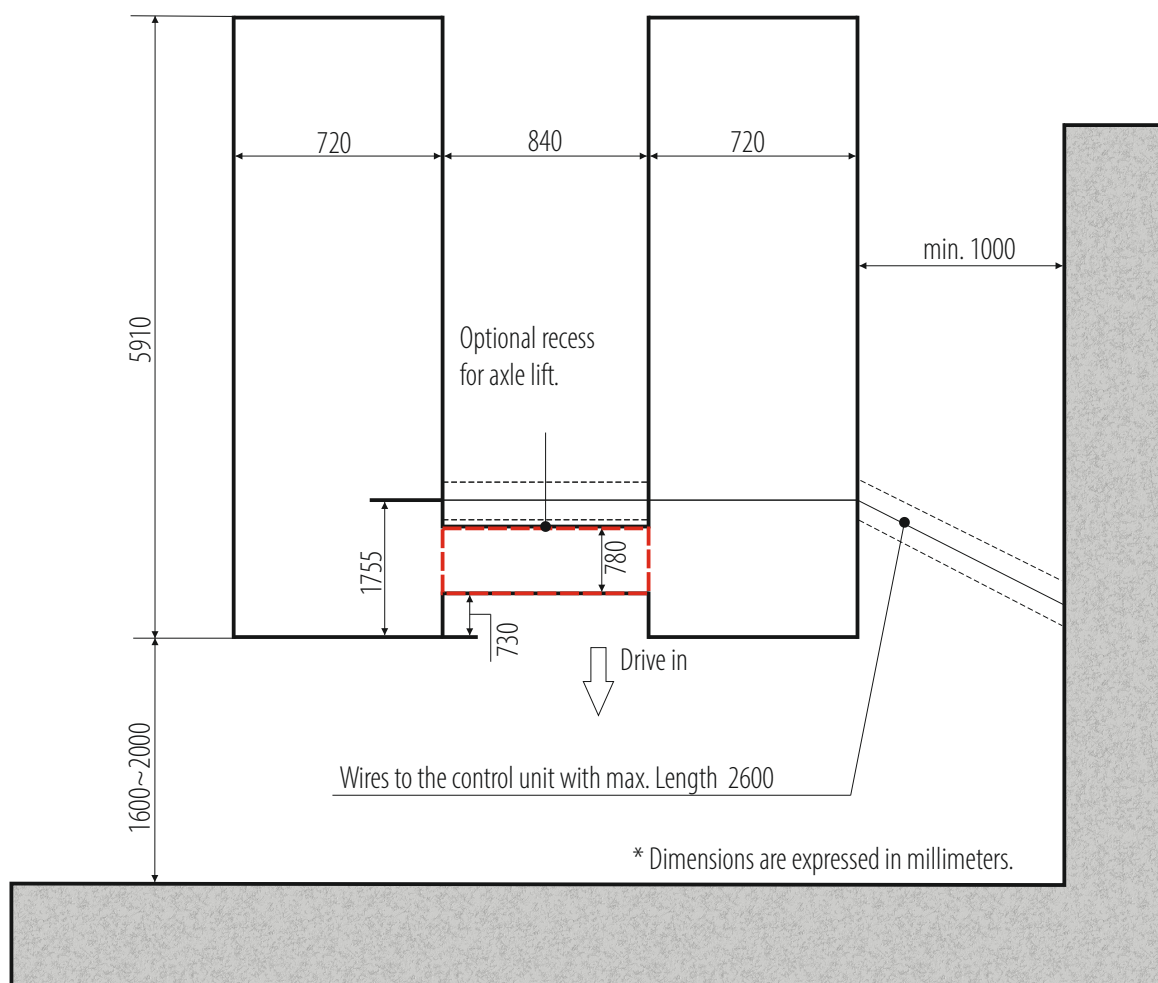 720
840
720
min. 1000
5910
Optional recess
for axle lift.
1755
780
730
Drive in
1600~2000
Wires to the control unit with max. Length 2600
* Dimensions are expressed in millimeters.